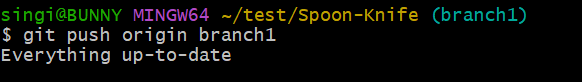 singi@BUNNY MINGW64 ~/test/Spoon-Knife (branch1)
$ git push origin branch1
Everything up-to-date